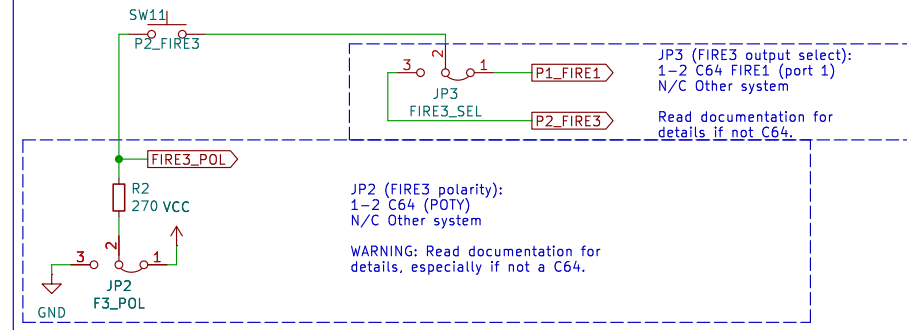 SW11
P2_FIRE3
3
2
1
JP3
FIRE3_SEL
P1_FIRE1
P2_FIRE3
JP3 (FIRE3 output select):
1-2 C64 FIRE1 (port 1)
N/C Other system
Read documentation for
details if not C64.
FIRE3_POL
R2
270
VCC
3
2
1
JP2
F3_POL
GND
JP2 (FIRE3 polarity):
1-2 C64 (POTY)
N/C Other system
WARNING: Read documentation for
details, especially if not a C64.